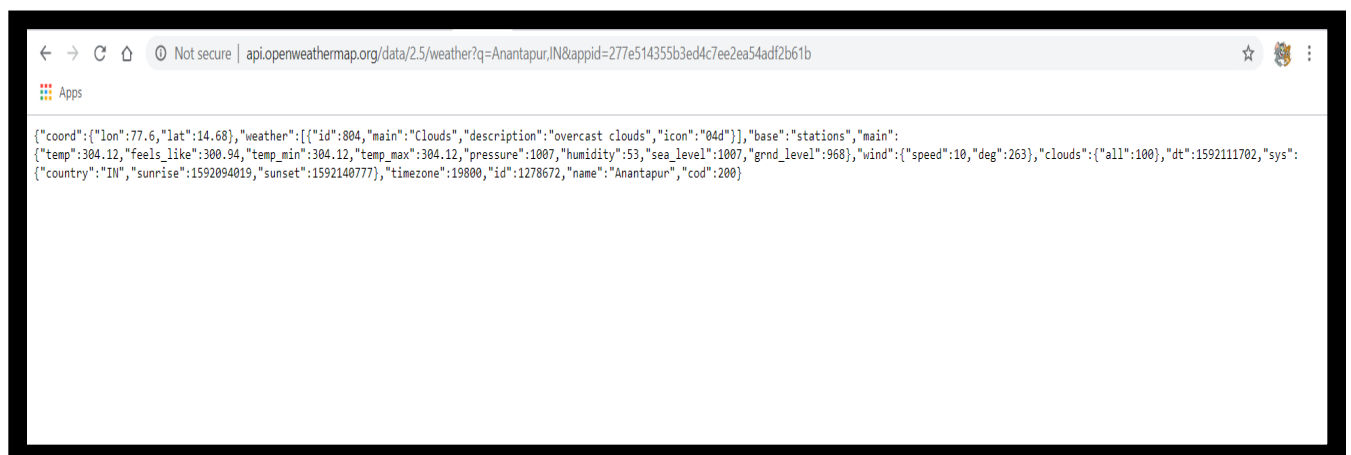 Not secure | api.openweathermap.org/data/2.5/weather?q=Anantapur,IN&appid=277e514355b3ed4c7ee2ea54adf2b61b
Apps
{"coord":{"lon":77.6,"lat":14.68},"weather":[{"id":804,"main":"Clouds","description":"overcast clouds","icon":"04d"}],"base":"stations","main":
{"temp":304.12,"feels_like":300.94,"temp_min":304.12,"temp_max":304.12,"pressure":1007,"humidity":53,"sea_level":1007,"grnd_level":968},"wind":{"speed":10,"deg":263},"clouds":{"all":100},"dt":1592111702,"sys":
{"country":"IN","sunrise":1592094019,"sunset":1592140777},"timezone":19800,"id":1278672,"name":"Anantapur","cod":200}